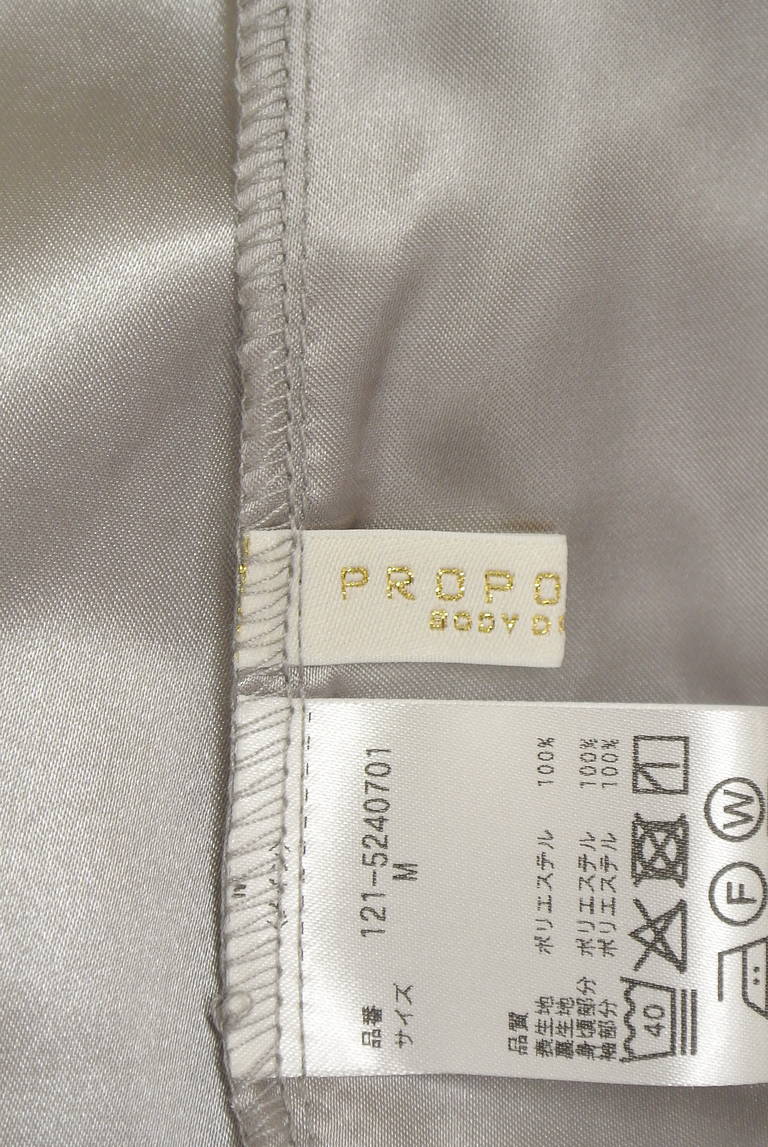 PROPO
BODY D
品番 121-5240701
サイズ M
品質
表生地 ポリエステル 100%
裏生地
身頃部分 ポリエステル 100%
袖部分 ポリエステル 100%
40
F W